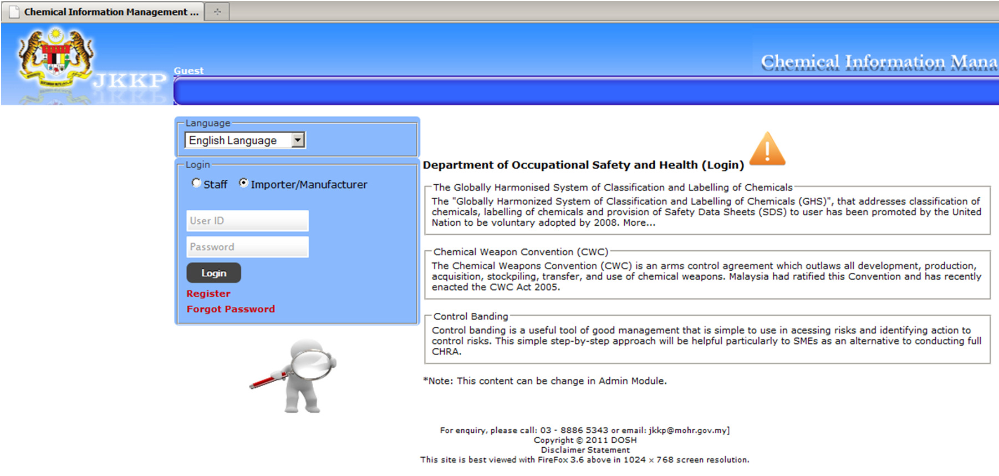 Chemical Information Management ...
JKKP
Guest
Chemical Information Mana
Language
English Language
Login
Staff Importer/Manufacturer
User ID
Password
Login
Register
Forgot Password
Department of Occupational Safety and Health (Login)
The Globally Harmonised System of Classification and Labelling of Chemicals
The "Globally Harmonized System of Classification and Labelling of Chemicals (GHS)", that addresses classification of
chemicals, labelling of chemicals and provision of Safety Data Sheets (SDS) to user has been promoted by the United
Nation to be voluntary adopted by 2008. More...
Chemical Weapon Convention (CWC)
The Chemical Weapons Convention (CWC) is an arms control agreement which outlaws all development, production,
acquisition, stockpiling, transfer, and use of chemical weapons. Malaysia had ratified this Convention and has recently
enacted the CWC Act 2005.
Control Banding
Control banding is a useful tool of good management that is simple to use in acessing risks and identifying action to
control risks. This simple step-by-step approach will be helpful particularly to SMEs as an alternative to conducting full
CHRA.
*Note: This content can be change in Admin Module.
For enquiry, please call: 03 - 8886 5343 or email: jkkp@mohr.gov.my]
Copyright © 2011 DOSH
Disclaimer Statement
This site is best viewed with FireFox 3.6 above in 1024 × 768 screen resolution.